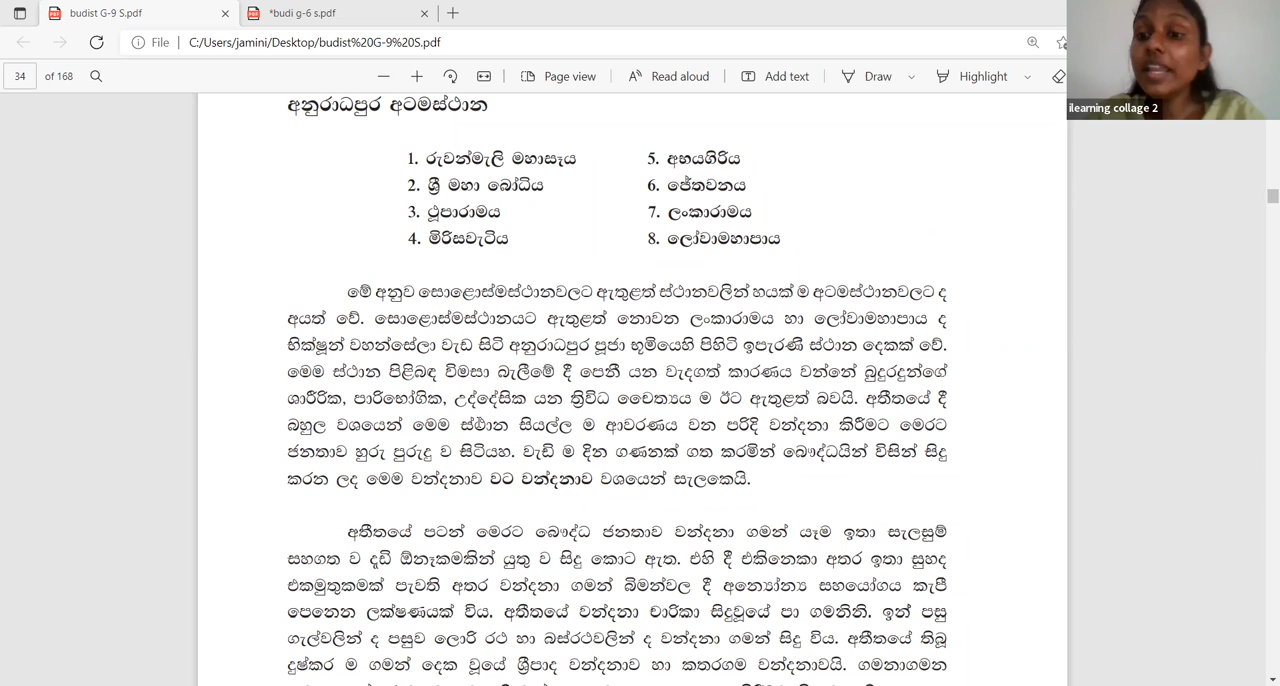 budist G-9 S.pdf
*budi g-6 s.pdf
File C:/Users/jamini/Desktop/budist%20G-9%20S.pdf
34 of 168 Page view Read aloud Add text Draw Highlight
ilearning collage 2
අනුරාධපුර අටමස්ථාන
1. රුවන්මැලි මහාසෑය 5. අභයගිරිය
2. ශ්‍රී මහා බෝධිය 6. ජේතවනය
3. ථූපාරාමය 7. ලංකාරාමය
4. මිරිසවැටිය 8. ලෝවාමහාපාය
මේ අනුව සොළොස්මස්ථානවලට ඇතුළත් ස්ථානවලින් හයක් ම අටමස්ථානවලට ද
අයත් වේ. සොළොස්මස්ථානයට ඇතුළත් නොවන ලංකාරාමය හා ලෝවාමහාපාය ද
භික්ෂූන් වහන්සේලා වැඩ සිටි අනුරාධපුර පූජා භූමියෙහි පිහිටි ඉපැරණි ස්ථාන දෙකක් වේ.
මෙම ස්ථාන පිළිබඳ විමසා බැලීමේ දී පෙනී යන වැදගත් කාරණය වන්නේ බුදුරදුන්ගේ
ශාරීරික, පාරිභෝගික, උද්දේසික යන ත්‍රිවිධ චෛත්‍යය ම ඊට ඇතුළත් බවයි. අතීතයේ දී
බහුල වශයෙන් මෙම ස්ථාන සියල්ල ම ආවරණය වන පරිදි වන්දනා කිරීමට මෙරට
ජනතාව හුරු පුරුදු ව සිටියහ. වැඩි ම දින ගණනක් ගත කරමින් බෞද්ධයින් විසින් සිදු
කරන ලද මෙම වන්දනාව වට වන්දනාව වශයෙන් සැලකෙයි.
අතීතයේ පටන් මෙරට බෞද්ධ ජනතාව වන්දනා ගමන් යෑම ඉතා සැලසුම්
සහගත ව දැඩි ඕනෑකමකින් යුතු ව සිදු කොට ඇත. එහි දී එකිනෙකා අතර ඉතා සුහද
එකමුතුකමක් පැවති අතර වන්දනා ගමන් බිමන්වල දී අන්‍යෝන්‍ය සහයෝගය කැපී
පෙනෙන ලක්ෂණයක් විය. අතීතයේ වන්දනා චාරිකා සිදුවූයේ පා ගමනිනි. ඉන් පසු
ගැල්වලින් ද පසුව ලොරි රථ හා බස්රථවලින් ද වන්දනා ගමන් සිදු විය. අතීතයේ තිබූ
දුෂ්කර ම ගමන් දෙක වූයේ ශ්‍රීපාද වන්දනාව හා කතරගම වන්දනාවයි. ගමනාගමන